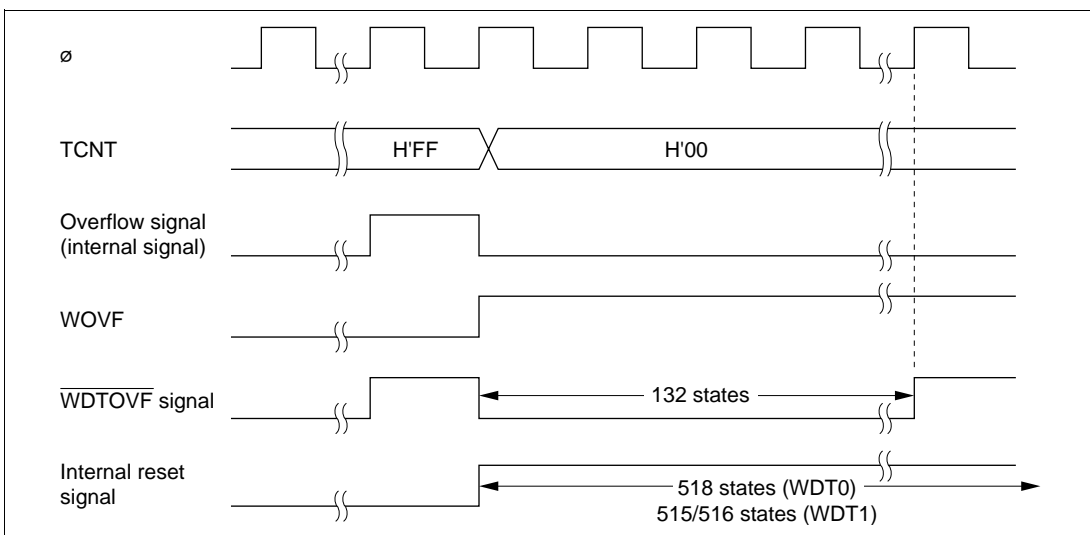 ø
TCNT
H'FF
H'00
Overflow signal
(internal signal)
WOVF
WDTOVF signal
132 states
Internal reset
signal
518 states (WDT0)
515/516 states (WDT1)